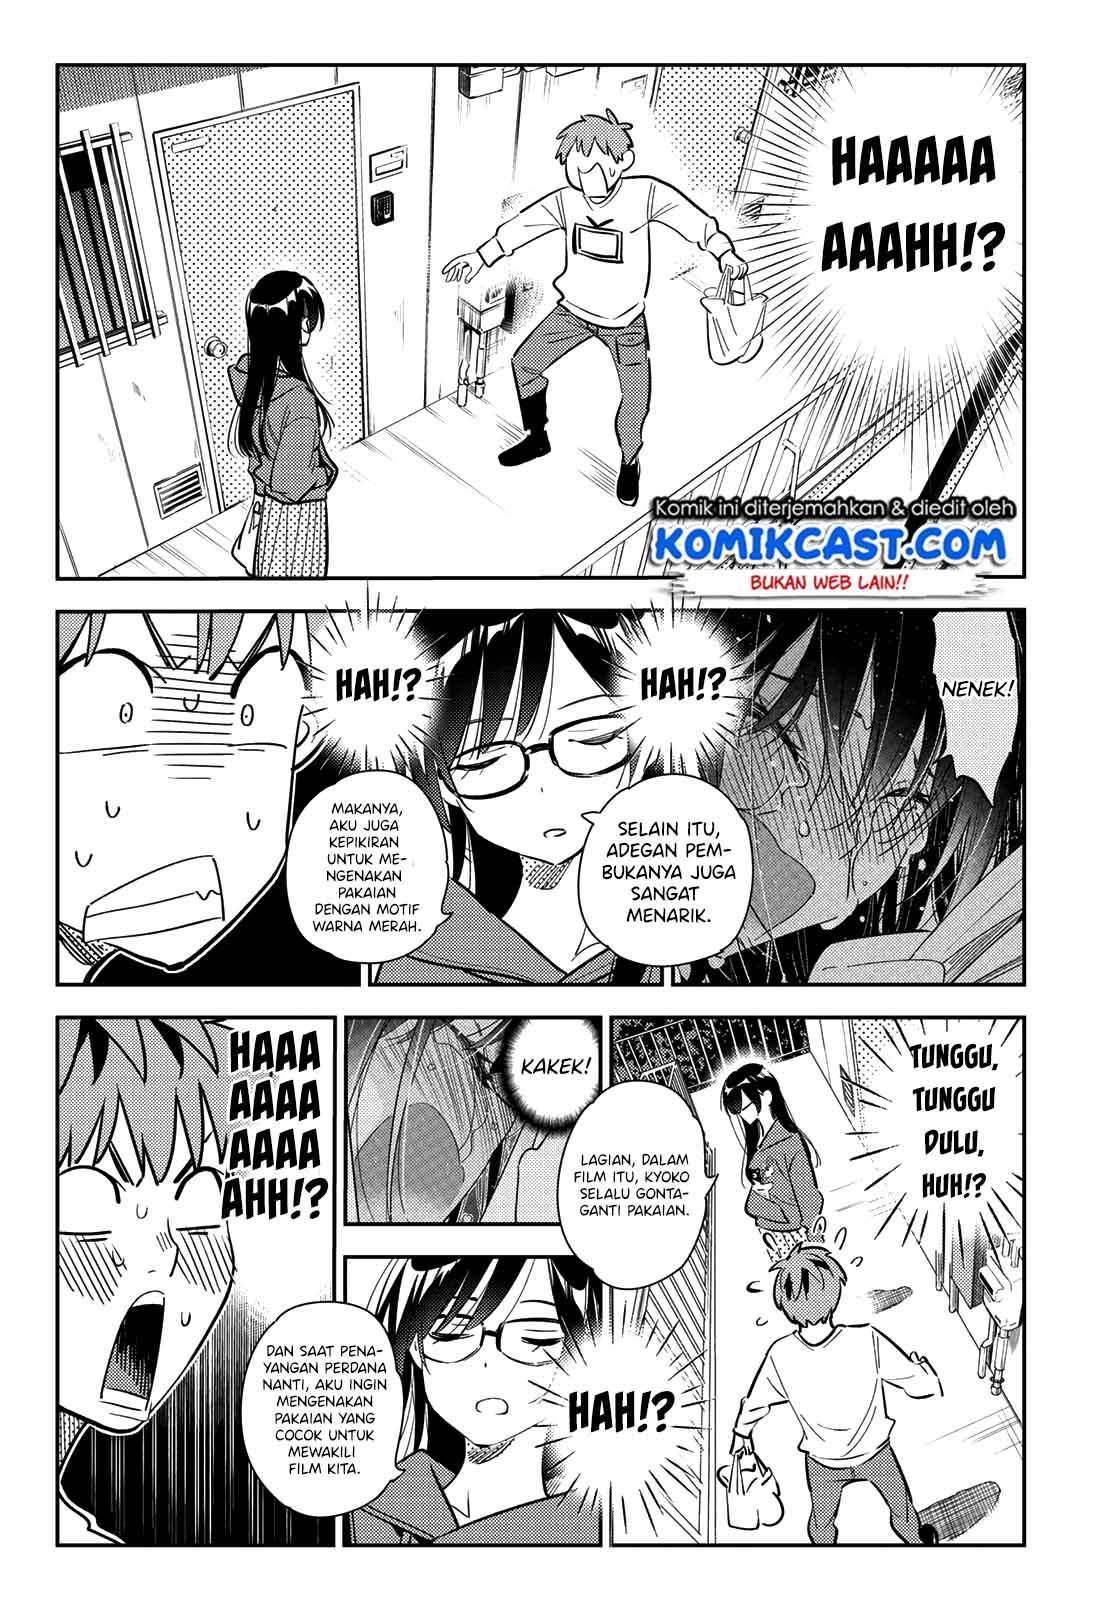 HAAAAA
AAAHH!?
Komik ini diterjemahkan & diedit oleh
KOMIKCAST.COM
BUKAN WEB LAIN!!
NENEK!
HAH!?
SELAIN ITU,
ADEGAN PEM-
BUKANYA JUGA
SANGAT
MENARIK.
HAH!?
MAKANYA,
AKU JUGA
KEPIKIRAN
UNTUK ME-
NGENAKAN
PAKAIAN
DENGAN MOTIF
WARNA MERAH.
TUNGGU,
TUNGGU
DULU,
HUH!?
LAGIAN, DALAM
FILM ITU, KYOKO
SELALU GONTA-
GANTI PAKAIAN.
KAKEK!
HAH!?
DAN SAAT PENA-
YANGAN PERDANA
NANTI, AKU INGIN
MENGENAKAN
PAKAIAN YANG
COCOK UNTUK
MEWAKILI
FILM KITA.
HAAA
AAAA
AAAA
AHH!?